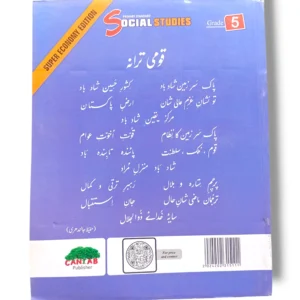 SUPER ECONOMY EDITION
SOCIAL STUDIES
Grade 5
قومی ترانہ
پاک سرزمین شاد باد کشور حسین شاد باد
تو نشان عزم عالی شان ارض پاکستان
مرکز یقین شاد باد
پاک سرزمین کا نظام قوت اخوت عوام
قوم، ملک، سلطنت پائندہ تابندہ باد
شاد باد منزل مراد
پرچم ستارہ و ہلال رہبر ترقی و کمال
ترجمان ماضی شان حال جان استقبال
سایۂ خدائے ذوالجلال
CANTAB
Publisher